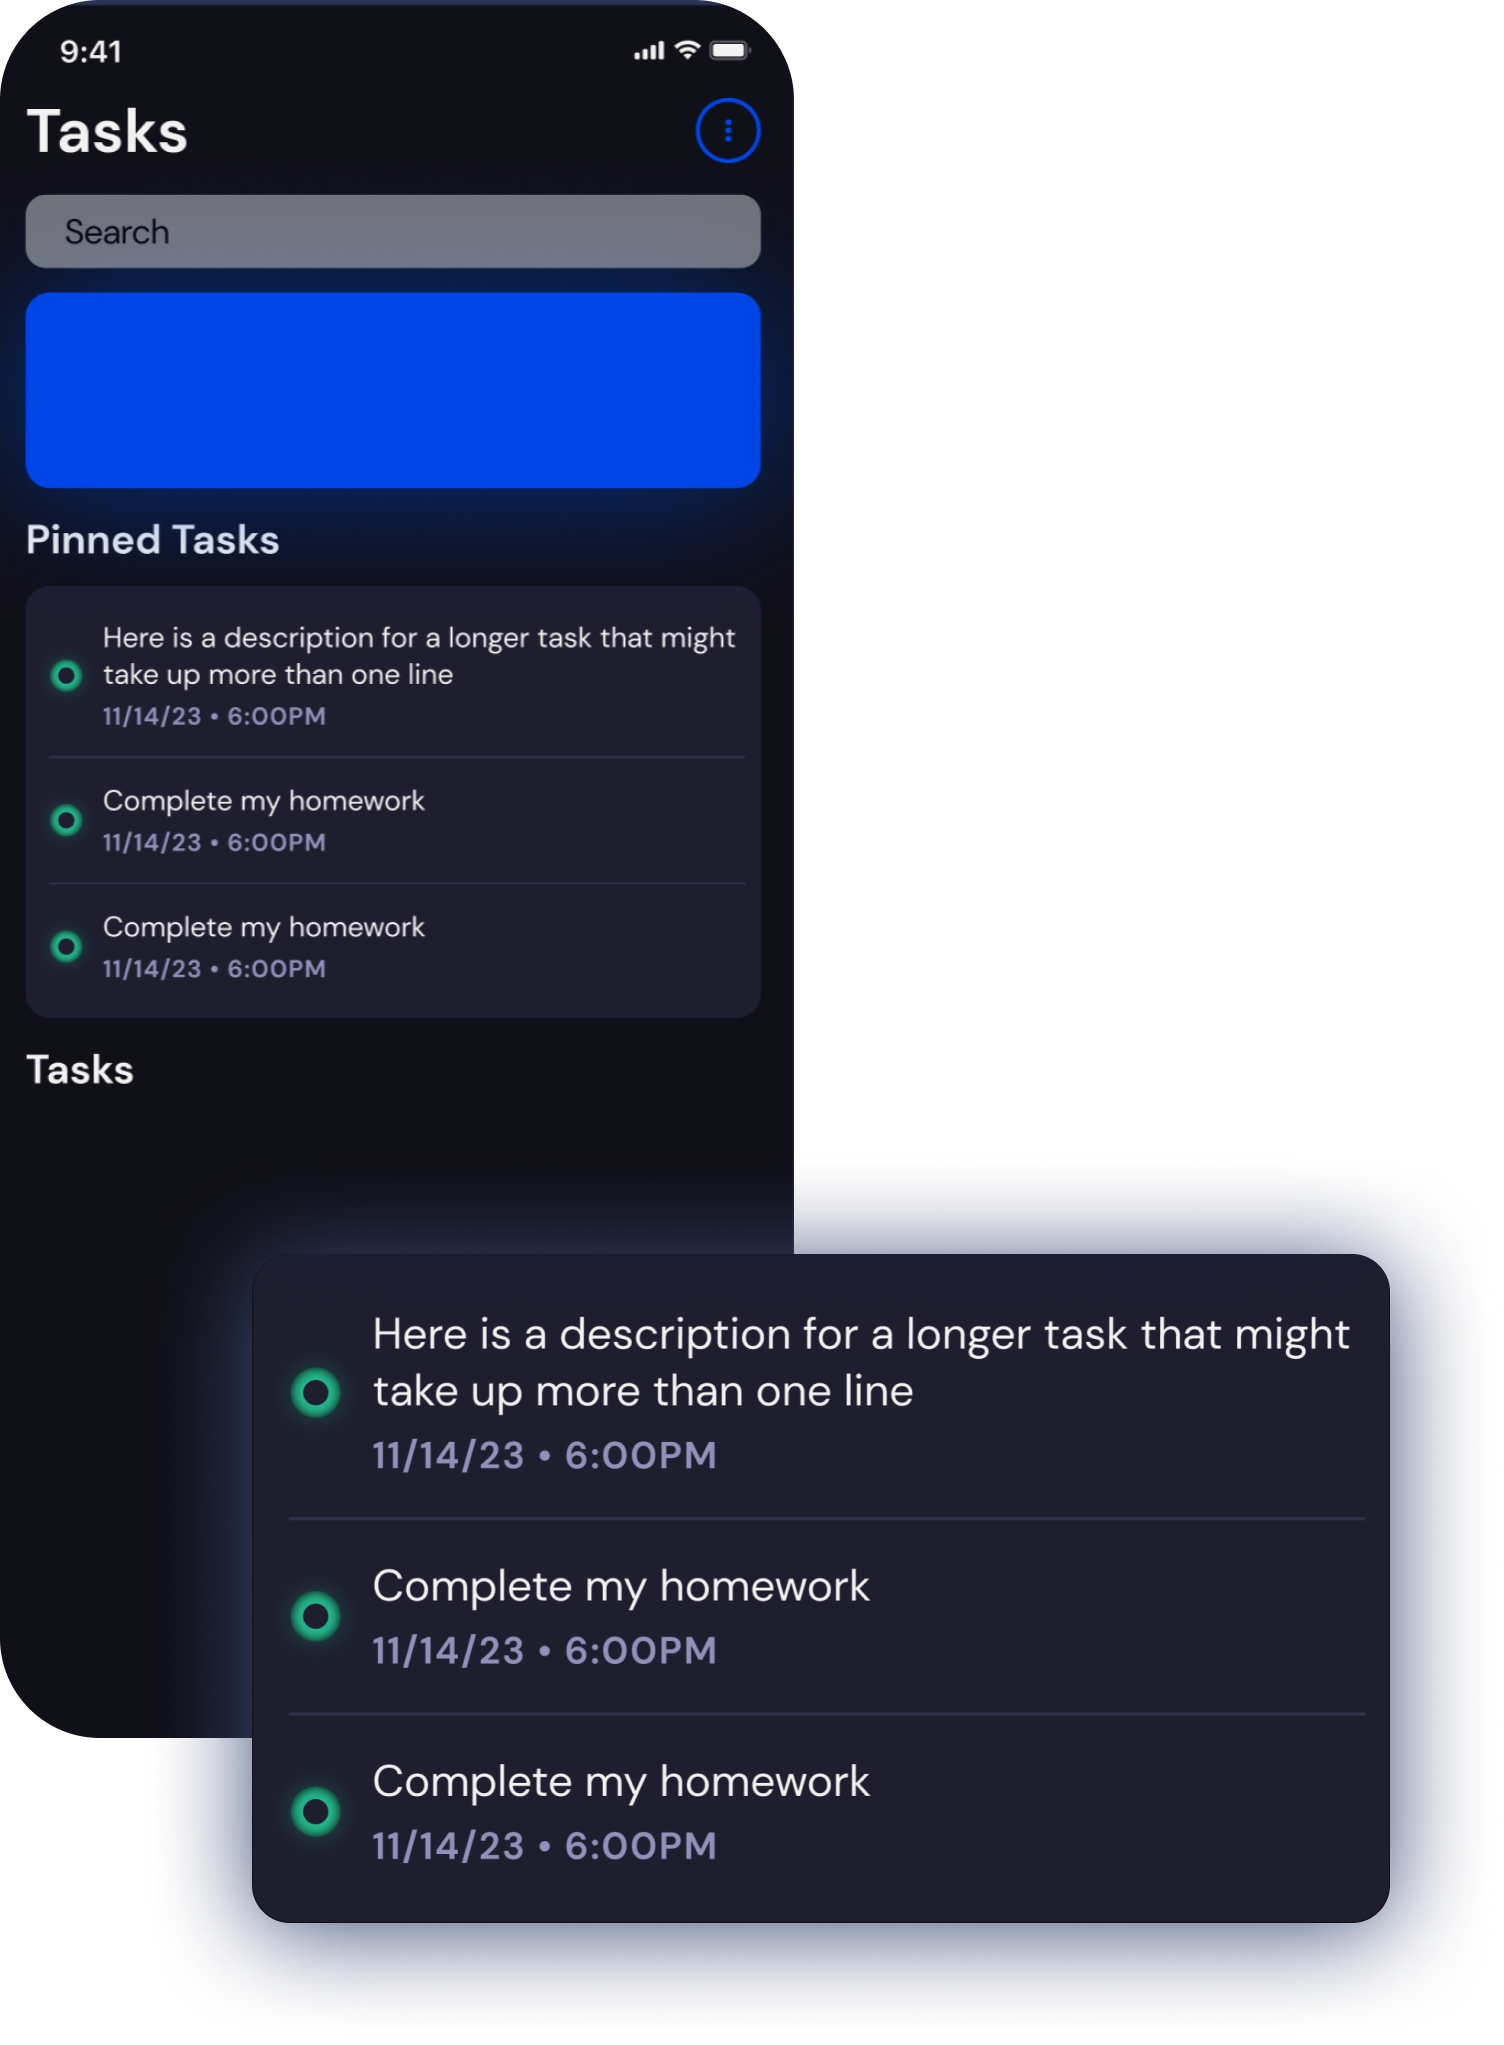 9:41
Tasks
Search
Pinned Tasks
Here is a description for a longer task that might
take up more than one line
11/14/23 • 6:00PM
Complete my homework
11/14/23 • 6:00PM
Complete my homework
11/14/23 • 6:00PM
Tasks
Here is a description for a longer task that might
take up more than one line
11/14/23 • 6:00PM
Complete my homework
11/14/23 • 6:00PM
Complete my homework
11/14/23 • 6:00PM